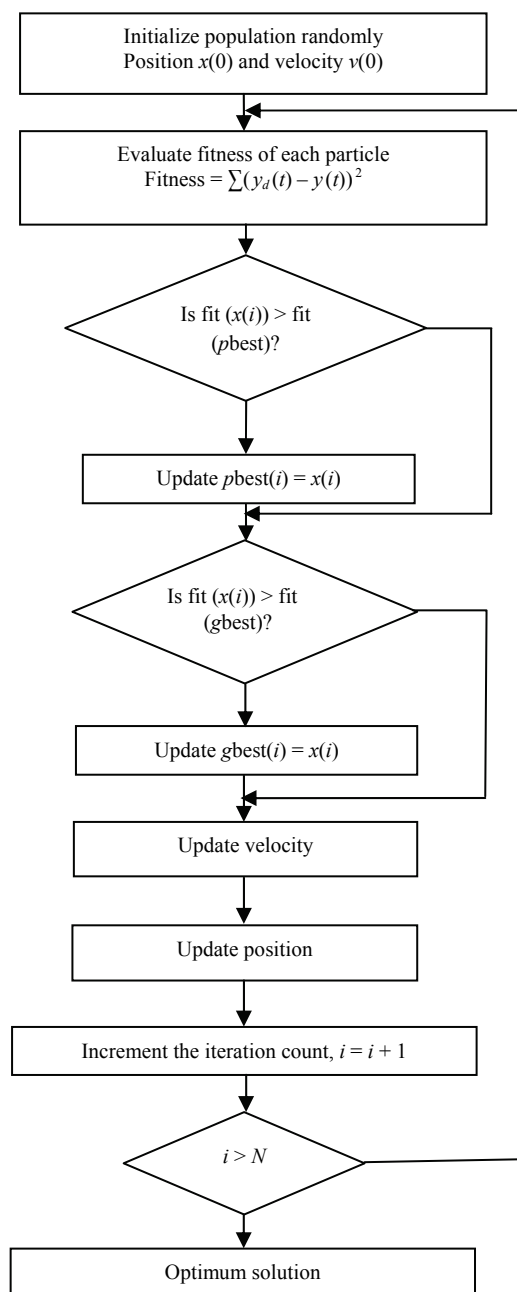 Initialize population randomly
Position x(0) and velocity v(0)
Evaluate fitness of each particle
Fitness = ∑(y_d(t) – y(t))²
Is fit (x(i)) > fit
(pbest)?
Update pbest(i) = x(i)
Is fit (x(i)) > fit
(gbest)?
Update gbest(i) = x(i)
Update velocity
Update position
Increment the iteration count, i = i + 1
i > N
Optimum solution